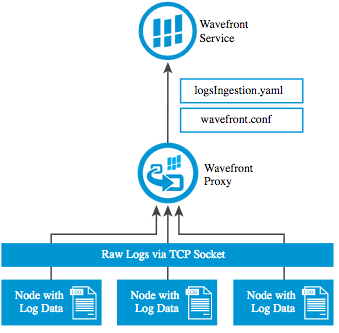 Wavefront
Service
logsIngestion.yaml
wavefront.conf
Wavefront
Proxy
Raw Logs via TCP Socket
Node with
Log Data
LOG
Node with
Log Data
LOG
Node with
Log Data
LOG